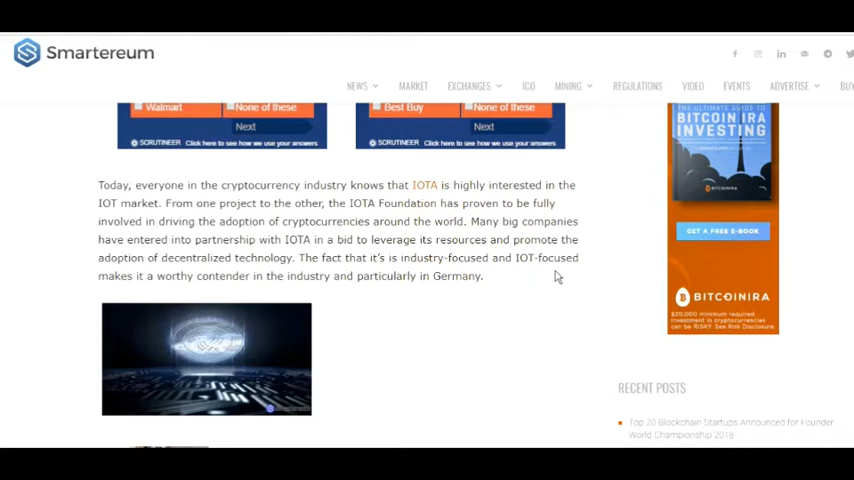 Smartereum
NEWS MARKET EXCHANGES ICO MINING REGULATIONS VIDEO EVENTS ADVERTISE BUY
Walmart None of these
Next
SCRUTINEER Click here to see how we use your answers
Best Buy None of these
Next
SCRUTINEER Click here to see how we use your answers
THE ULTIMATE GUIDE TO
BITCOIN IRA
INVESTING
BITCOINIRA
GET A FREE E-BOOK
BITCOINIRA
$20,000 minimum required
Investment in cryptocurrencies
can be RISKY. See Risk Disclosure.
Today, everyone in the cryptocurrency industry knows that IOTA is highly interested in the
IOT market. From one project to the other, the IOTA Foundation has proven to be fully
involved in driving the adoption of cryptocurrencies around the world. Many big companies
have entered into partnership with IOTA in a bid to leverage its resources and promote the
adoption of decentralized technology. The fact that it's is industry-focused and IOT-focused
makes it a worthy contender in the industry and particularly in Germany.
RECENT POSTS
Top 20 Blockchain Startups Announced for Founder
World Championship 2018